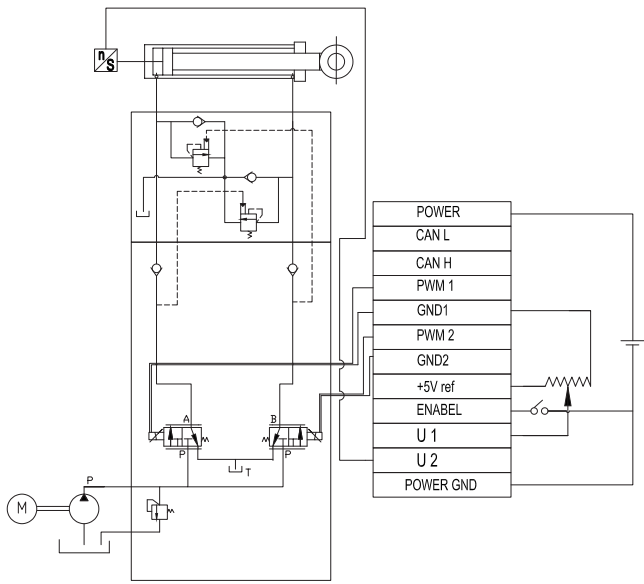 n/s
POWER
CAN L
CAN H
PWM 1
GND1
PWM 2
GND2
+5V ref
ENABEL
U 1
U 2
POWER GND
A
B
P
P
T
P
M